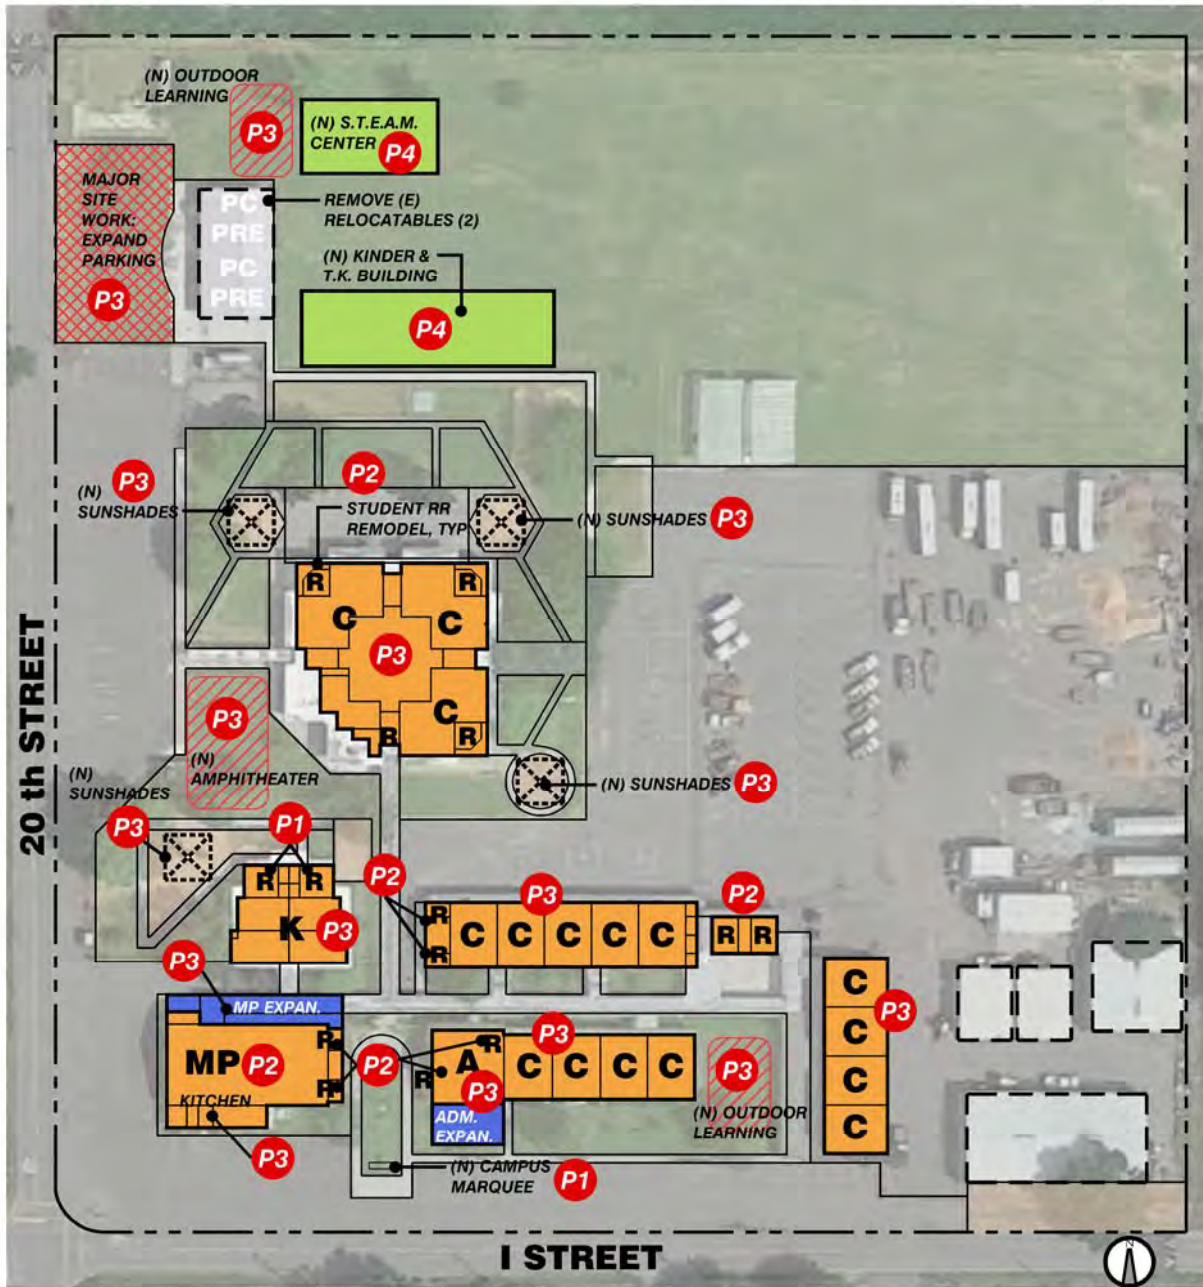 (N) OUTDOOR
LEARNING
P3
(N) S.T.E.A.M.
CENTER
P4
MAJOR
SITE
WORK:
EXPAND
PARKING
P3
PC
PRE
PC
PRE
REMOVE (E)
RELOCATABLES (2)
(N) KINDER &
T.K. BUILDING
P4
P3
(N)
SUNSHADES
P2
STUDENT RR
REMODEL, TYP
(N) SUNSHADES P3
R
R
C
C
P3
C
R
R
P3
(N)
AMPHITHEATER
(N) SUNSHADES P3
(N)
SUNSHADES
P3
P1
R R
K P3
P2
R
R
P3
C C C C C
P2
R R
C
C
C
C
P3
P3
MP EXPAN.
MP P2
R
R
KITCHEN
P3
P2
R
A
R
P3
ADM.
EXPAN.
P3
C C C C
P3
(N) OUTDOOR
LEARNING
(N) CAMPUS
MARQUEE
P1
20 th STREET
I STREET
N